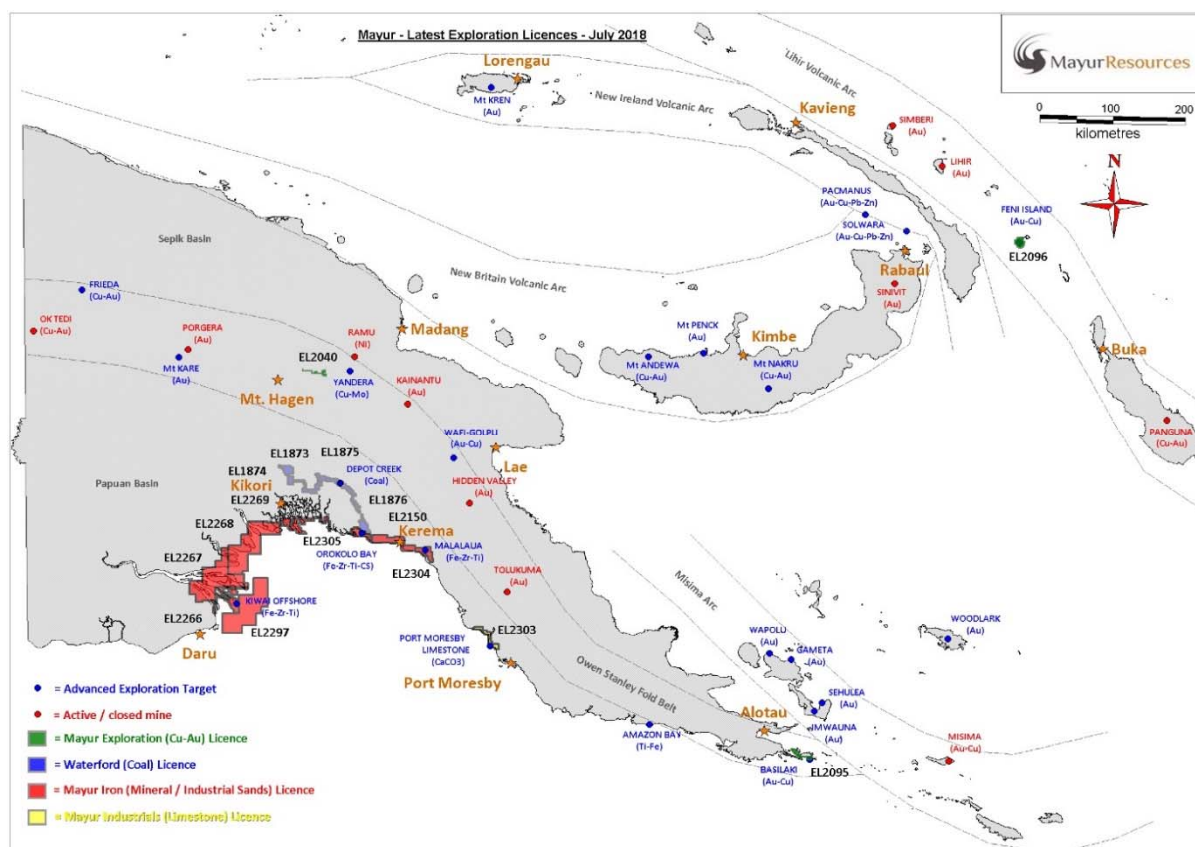 Mayur - Latest Exploration Licences - July 2018
MayurResources
0 100 200
kilometres
N
Lihir Volcanic Arc
Lorengau
Mt KREN
(Au)
New Ireland Volcanic Arc
Kavieng
SIMBERI
(Au)
LIHIR
(Au)
PACMANUS
(Au-Cu-Pb-Zn)
SOLWARA
(Au-Cu-Pb-Zn)
FENI ISLAND
(Au-Cu)
EL2096
Rabaul
SINIVIT
(Au)
Sepik Basin
New Britain Volcanic Arc
FRIEDA
(Cu-Au)
OK TEDI
(Cu-Au)
PORGERA
(Au)
Mt KARE
(Au)
RAMU
(Ni)
Madang
EL2040
YANDERA
(Cu-Mo)
Mt. Hagen
KAINANTU
(Au)
Mt PENCK
(Au)
Kimbe
Mt ANDEWA
(Cu-Au)
Mt NAKRU
(Cu-Au)
Buka
PANGUNA
(Cu-Au)
WAFI-GOLPU
(Au-Cu)
Lae
HIDDEN VALLEY
(Au)
EL1873
EL1875
EL1874
DEPOT CREEK
(Coal)
Papuan Basin
Kikori
EL2269
EL1876
EL2150
EL2268
EL2305
Kerema
OROKOLO BAY
(Fe-Zr-Ti-CS)
MALALAUA
(Fe-Zr-Ti)
EL2304
EL2267
KIWAI OFFSHORE
(Fe-Zr-Ti)
EL2266
EL2297
Daru
TOLUKUMA
(Au)
EL2303
PORT MORESBY
LIMESTONE
(CaCO3)
Port Moresby
Misima Arc
Owen Stanley Fold Belt
WAPOLU
(Au)
GAMETA
(Au)
WOODLARK
(Au)
SEHULEA
(Au)
IMWAUNA
(Au)
Alotau
AMAZON BAY
(Ti-Fe)
BASILAKI
(Au-Cu)
EL2095
MISIMA
(Au-Cu)
= Advanced Exploration Target
= Active / closed mine
= Mayur Exploration (Cu-Au) Licence
= Waterford (Coal) Licence
= Mayur Iron (Mineral / Industrial Sands) Licence
= Mayur Industrials (Limestone) Licence